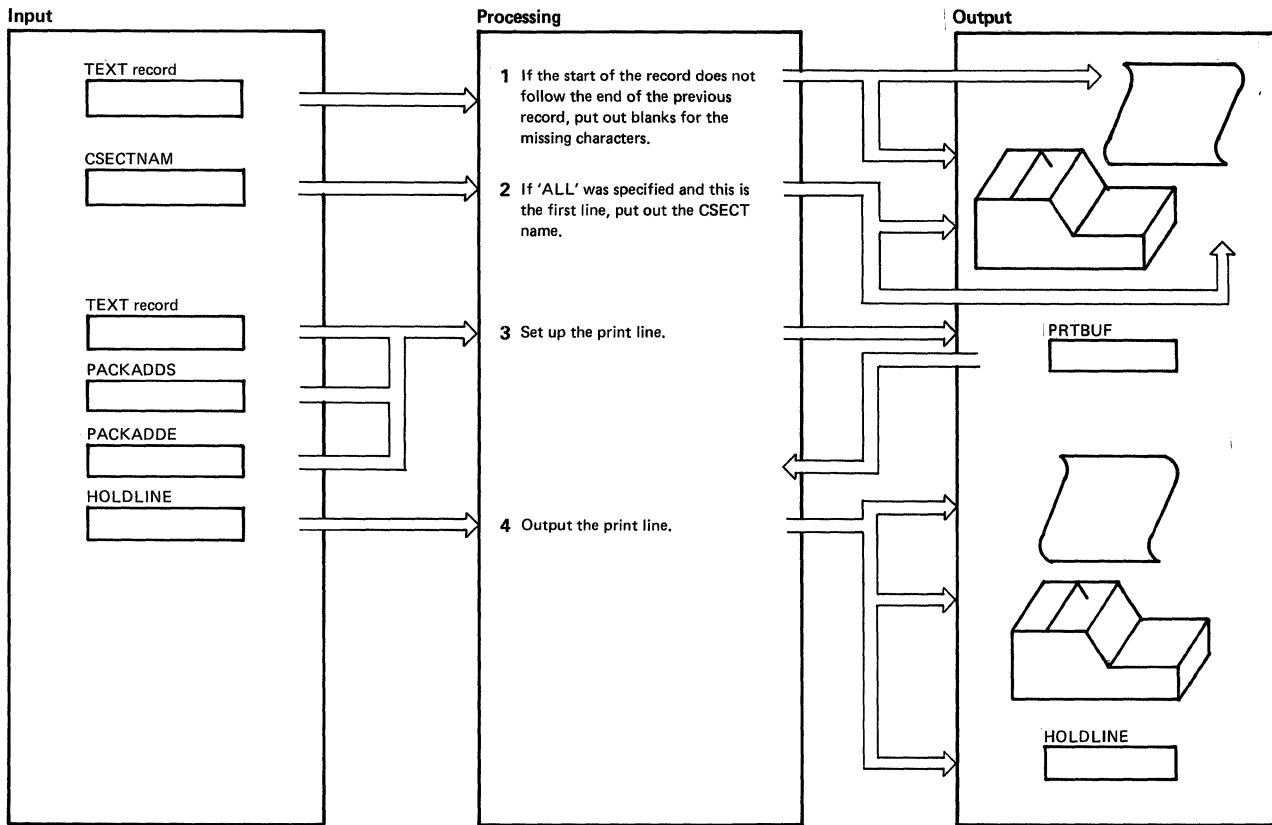 Input
Processing
Output
TEXT record
CSECTNAM
TEXT record
PACKADDS
PACKADDE
HOLDLINE
1 If the start of the record does not
follow the end of the previous
record, put out blanks for the
missing characters.
2 If 'ALL' was specified and this is
the first line, put out the CSECT
name.
3 Set up the print line.
4 Output the print line.
PRTBUF
HOLDLINE